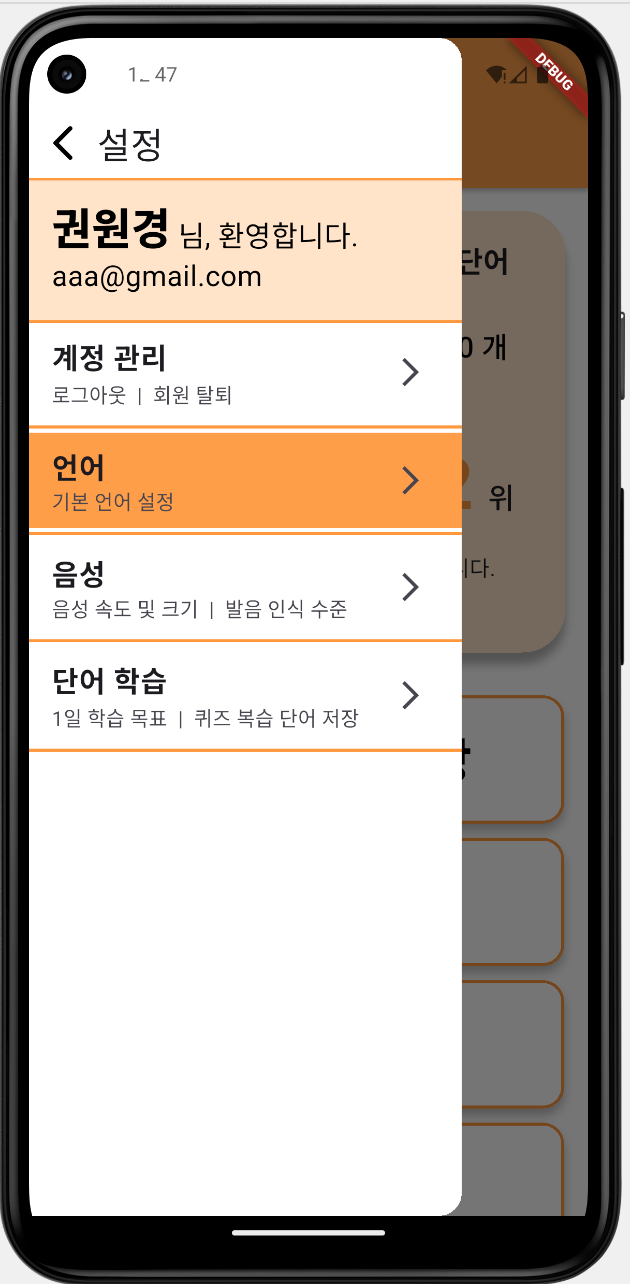 1_ 47
DEBUG
설정
권원경 님, 환영합니다.
aaa@gmail.com
단어
계정 관리
0 개
로그아웃 | 회원 탈퇴
언어
기본 언어 설정
위
음성
니다.
음성 속도 및 크기 | 발음 인식 수준
단어 학습
1일 학습 목표 | 퀴즈 복습 단어 저장